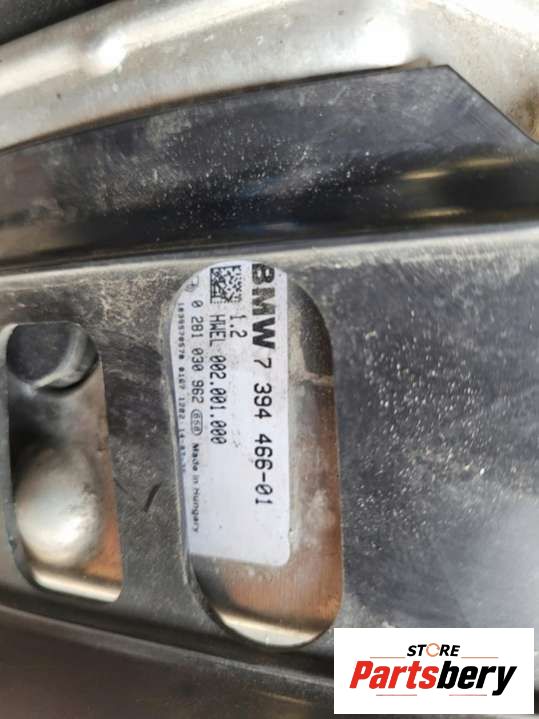 BMW 7 394 466-01
1.2
HWEL 002.001.000
0 281 030 962 658 Made in Hungary
STORE
Partsbery